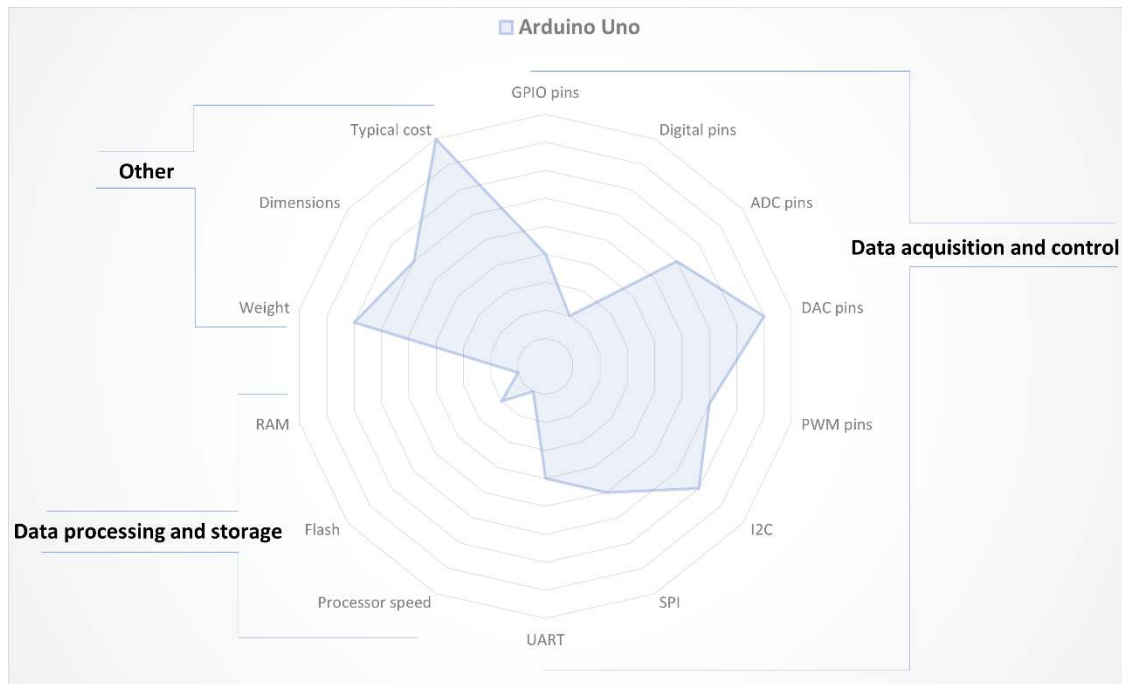 Arduino Uno
GPIO pins
Typical cost
Digital pins
Other
Dimensions
ADC pins
Data acquisition and control
Weight
DAC pins
RAM
PWM pins
Data processing and storage
Flash
I2C
Processor speed
SPI
UART